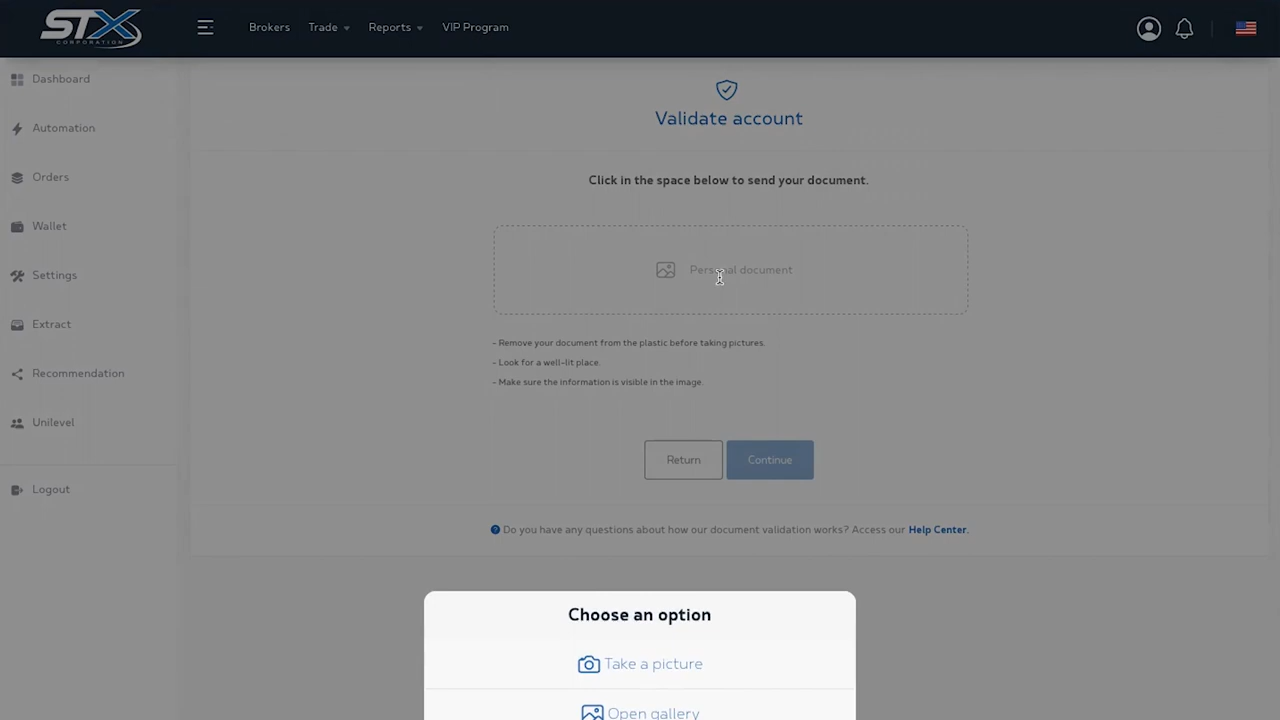 STX
CORPORATION
Brokers
Trade
Reports
VIP Program
Dashboard
Automation
Orders
Wallet
Settings
Extract
Recommendation
Unilevel
Logout
Validate account
Click in the space below to send your document.
Personal document
- Remove your document from the plastic before taking pictures.
- Look for a well-lit place.
- Make sure the information is visible in the image.
Return
Continue
Do you have any questions about how our document validation works? Access our Help Center.
Choose an option
Take a picture
Open gallery